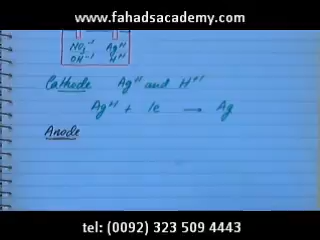 www.fahadsacademy.com
NO₃⁻¹ Ag⁺¹
OH⁻¹ H⁺¹
Cathode Ag⁺¹ and H⁺¹
Ag⁺¹ + 1e → Ag
Anode
tel: (0092) 323 509 4443